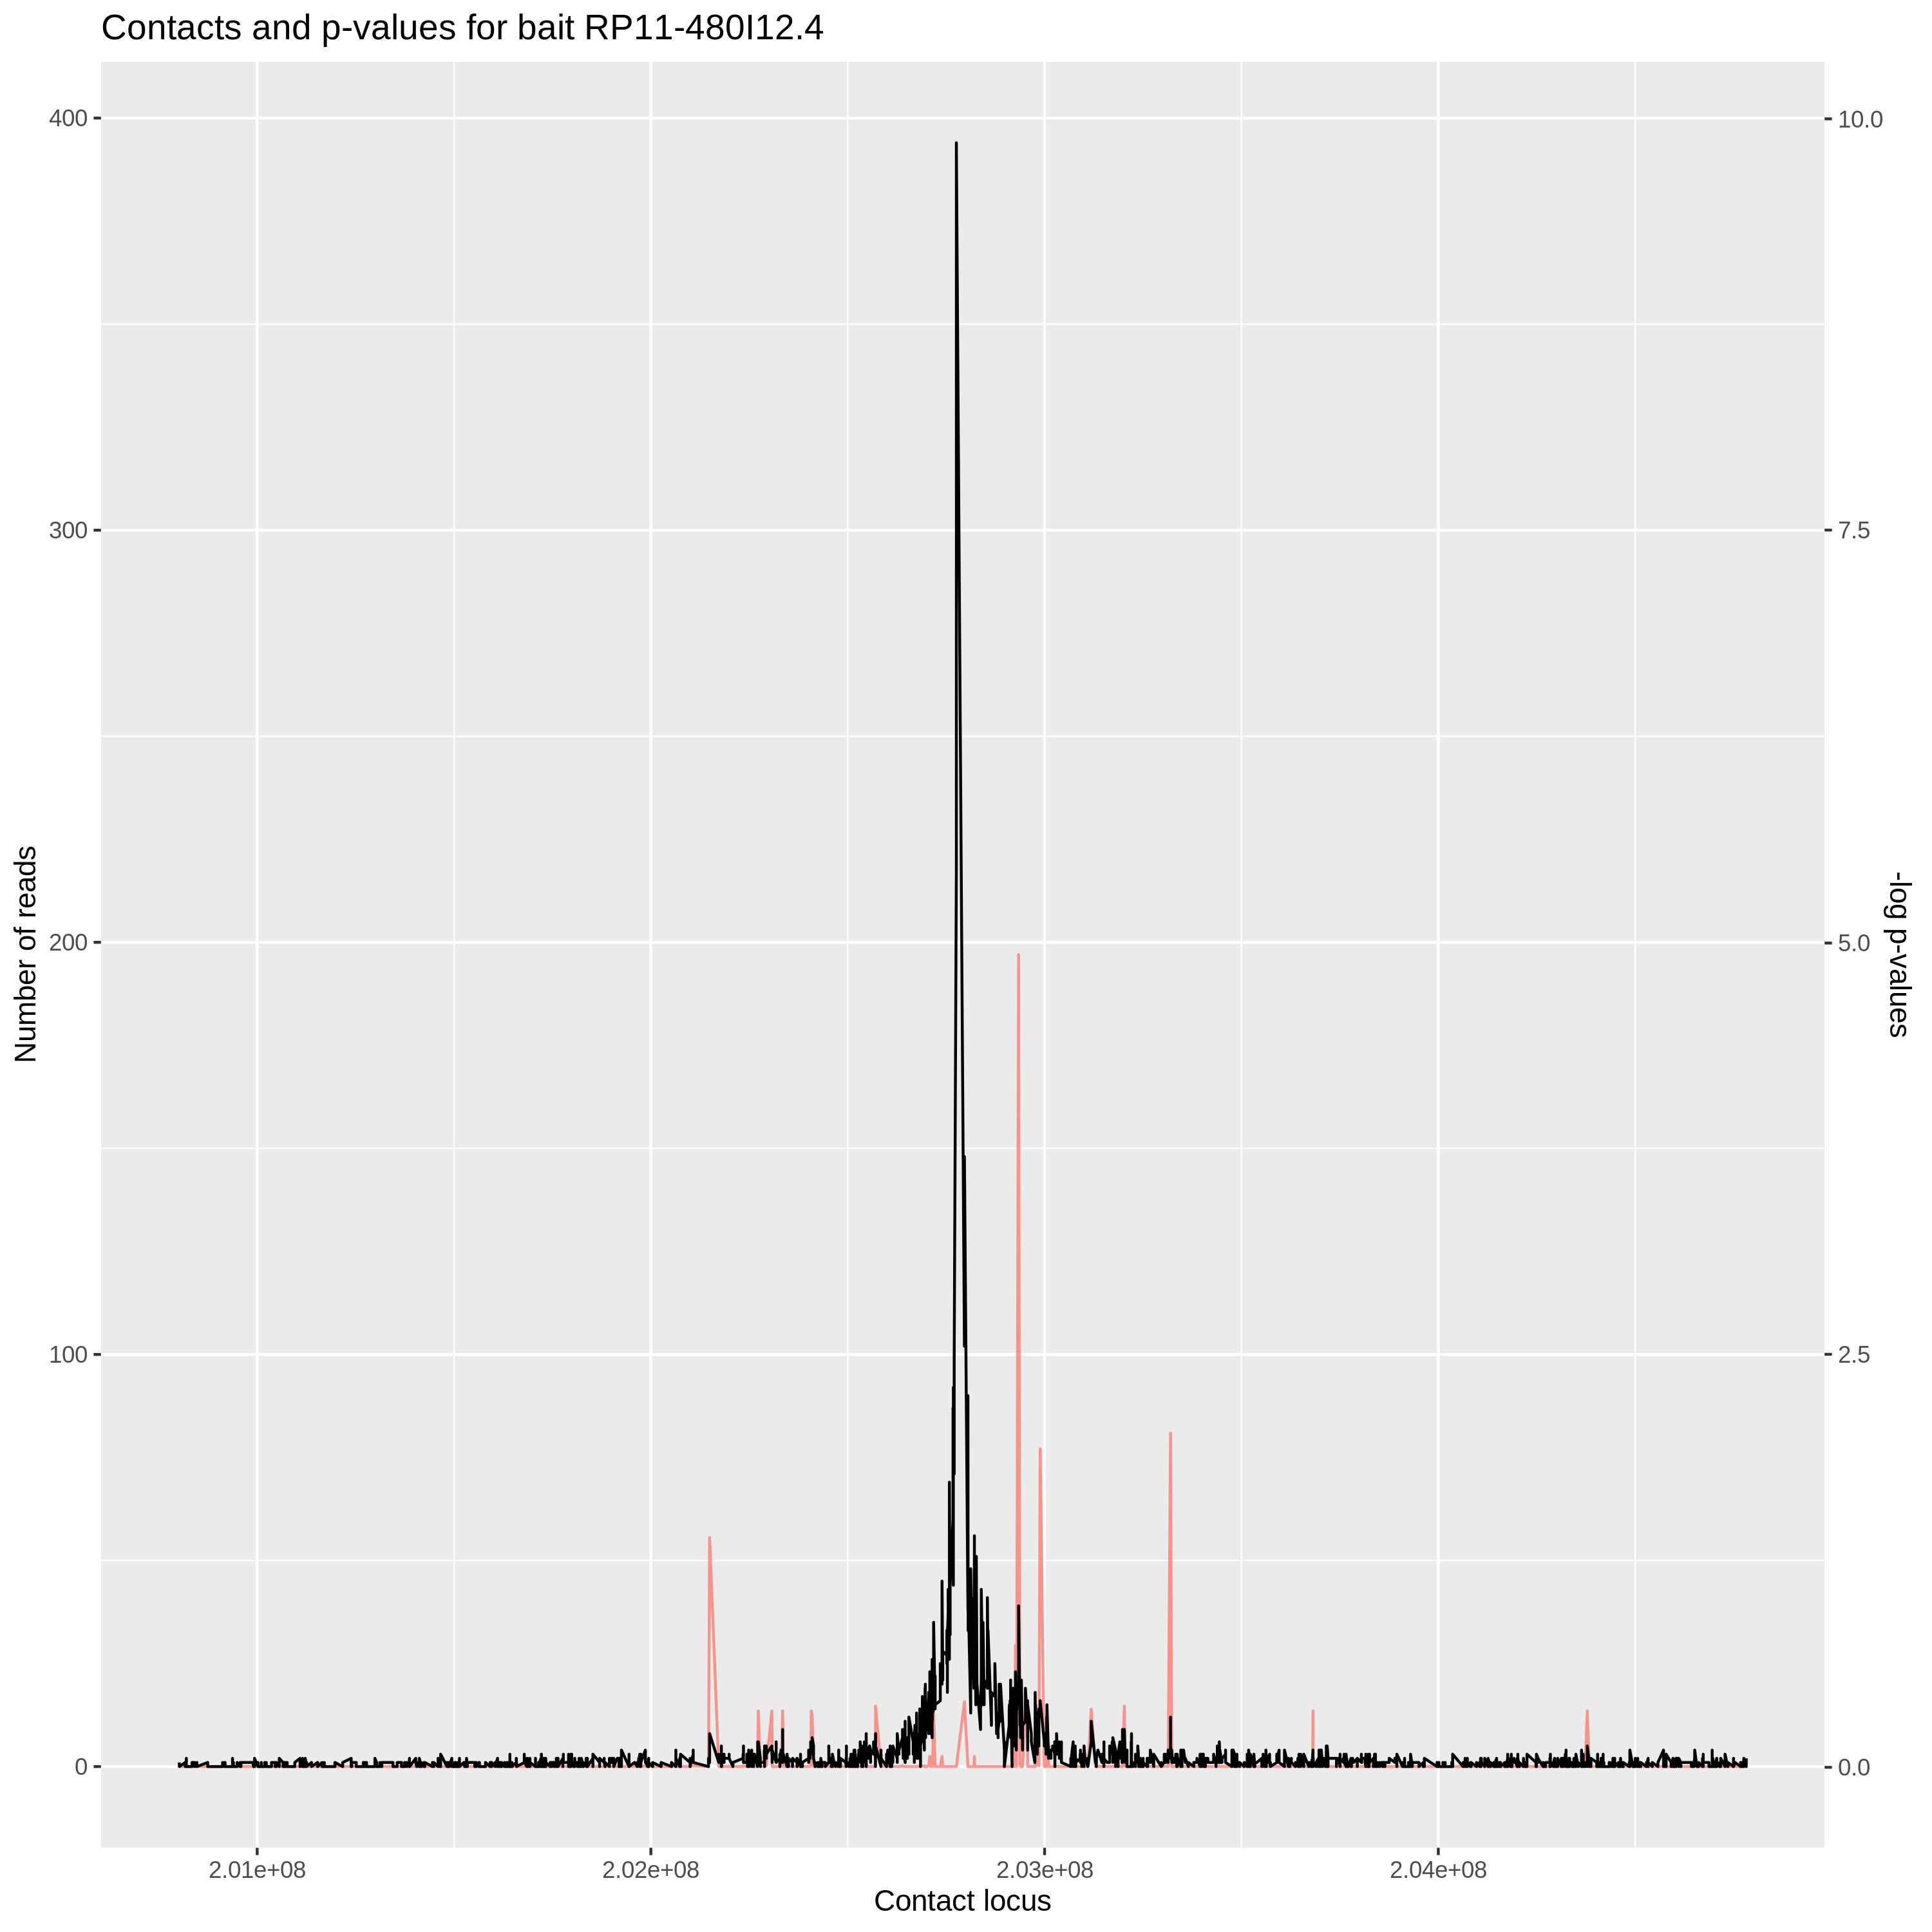 Contacts and p-values for bait RP11-480I12.4
400
300
200
100
0
10.0
7.5
5.0
2.5
0.0
Number of reads
-log p-values
2.01e+08
2.02e+08
2.03e+08
2.04e+08
Contact locus